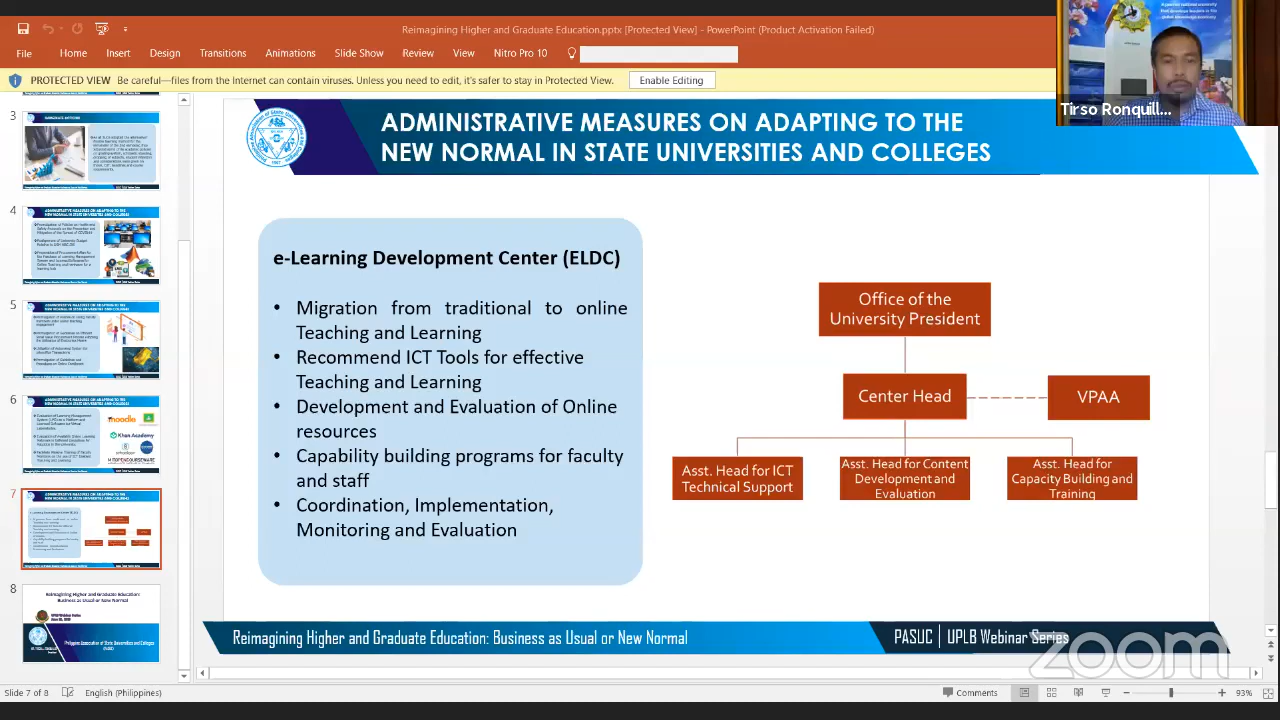 Reimagining Higher and Graduate Education.pptx [Protected View] - PowerPoint (Product Activation Failed)
File Home Insert Design Transitions Animations Slide Show Review View Nitro Pro 10
PROTECTED VIEW Be careful—files from the Internet can contain viruses. Unless you need to edit, it's safer to stay in Protected View. Enable Editing
Tirso Ronquill...
3
4
5
6
moodle
Khan Academy
7
8
Reimagining Higher and Graduate Education:
Business as Usual or New Normal
ADMINISTRATIVE MEASURES ON ADAPTING TO THE
NEW NORMAL IN STATE UNIVERSITIES AND COLLEGES
e-Learning Development Center (ELDC)
• Migration from traditional to online
Teaching and Learning
• Recommend ICT Tools for effective
Teaching and Learning
• Development and Evaluation of Online
resources
• Capability building programs for faculty
and staff
• Coordination, Implementation,
Monitoring and Evaluation
Office of the
University President
Center Head
VPAA
Asst. Head for ICT
Technical Support
Asst. Head for Content
Development and
Evaluation
Asst. Head for
Capacity Building and
Training
Reimagining Higher and Graduate Education: Business as Usual or New Normal
PASUC | UPLB Webinar Series
zoom
Slide 7 of 8 English (Philippines) Comments 93%